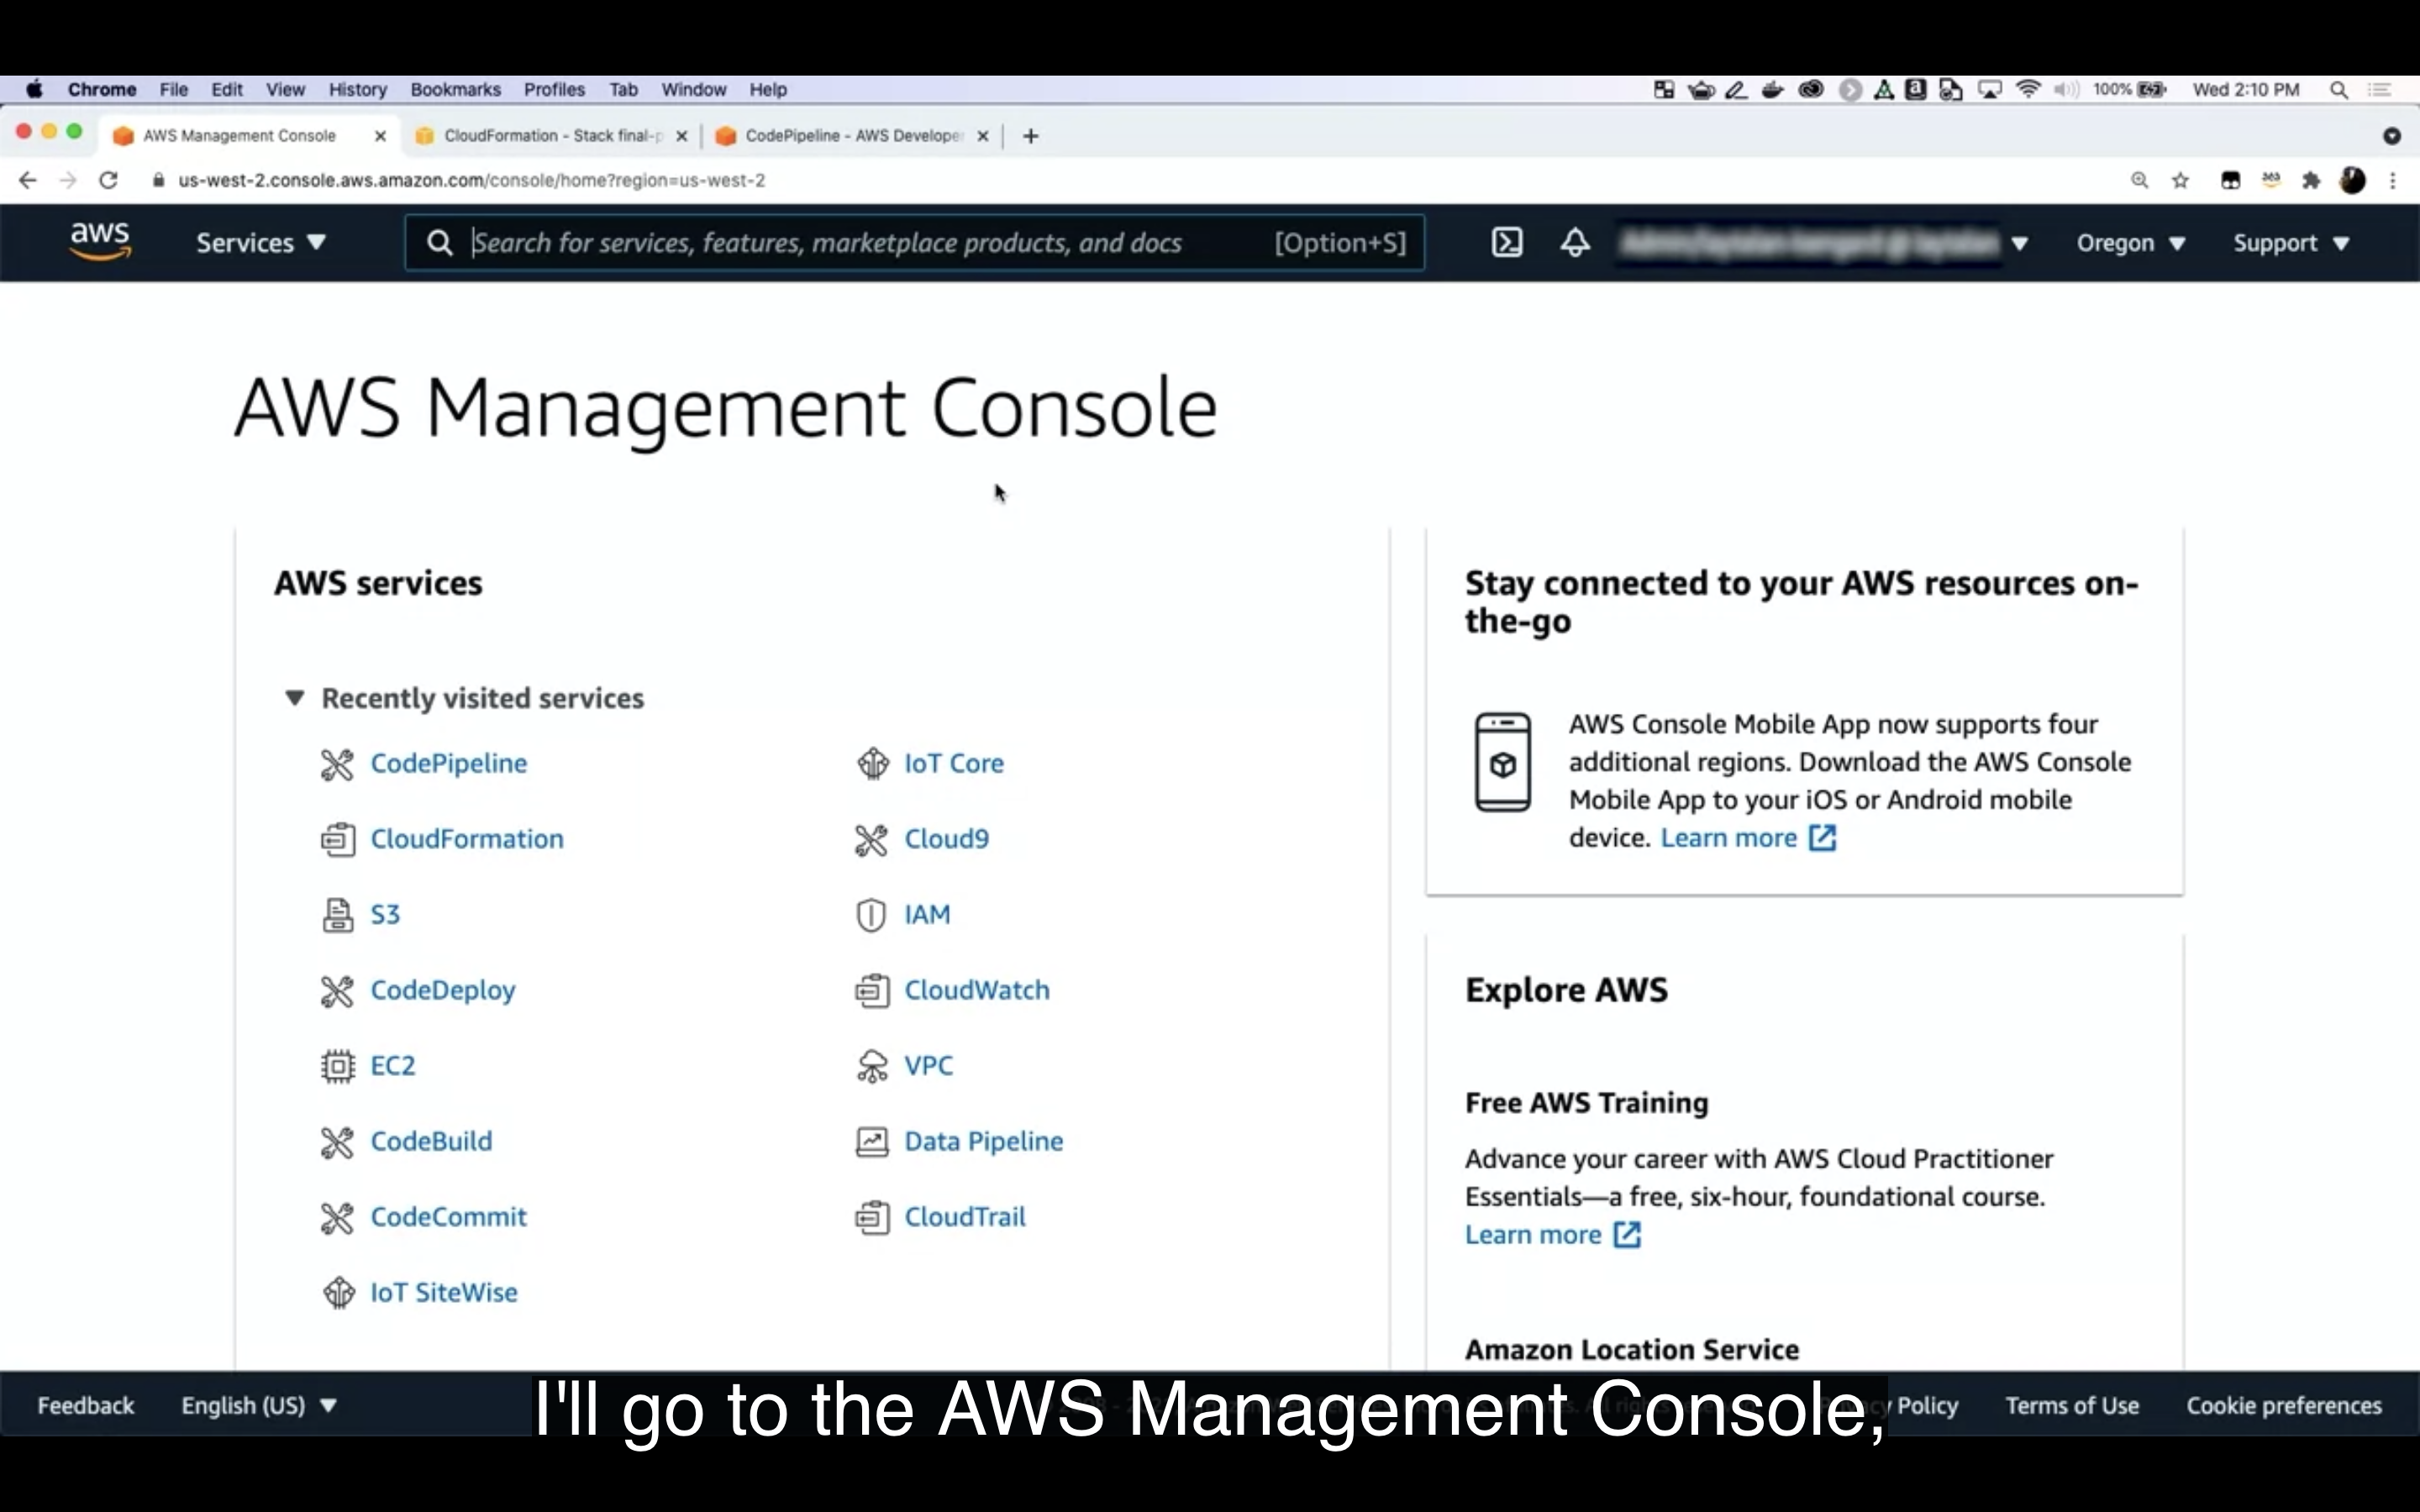 Chrome File Edit View History Bookmarks Profiles Tab Window Help 100% Wed 2:10 PM
AWS Management Console CloudFormation - Stack final-p CodePipeline - AWS Develope
us-west-2.console.aws.amazon.com/console/home?region=us-west-2
aws Services Search for services, features, marketplace products, and docs [Option+S] Oregon Support
AWS Management Console
AWS services
Recently visited services
CodePipeline
CloudFormation
S3
CodeDeploy
EC2
CodeBuild
CodeCommit
IoT SiteWise
IoT Core
Cloud9
IAM
CloudWatch
VPC
Data Pipeline
CloudTrail
Stay connected to your AWS resources on-
the-go
AWS Console Mobile App now supports four
additional regions. Download the AWS Console
Mobile App to your iOS or Android mobile
device. Learn more
Explore AWS
Free AWS Training
Advance your career with AWS Cloud Practitioner
Essentials—a free, six-hour, foundational course.
Learn more
Amazon Location Service
Feedback English (US) Policy Terms of Use Cookie preferences
I'll go to the AWS Management Console,